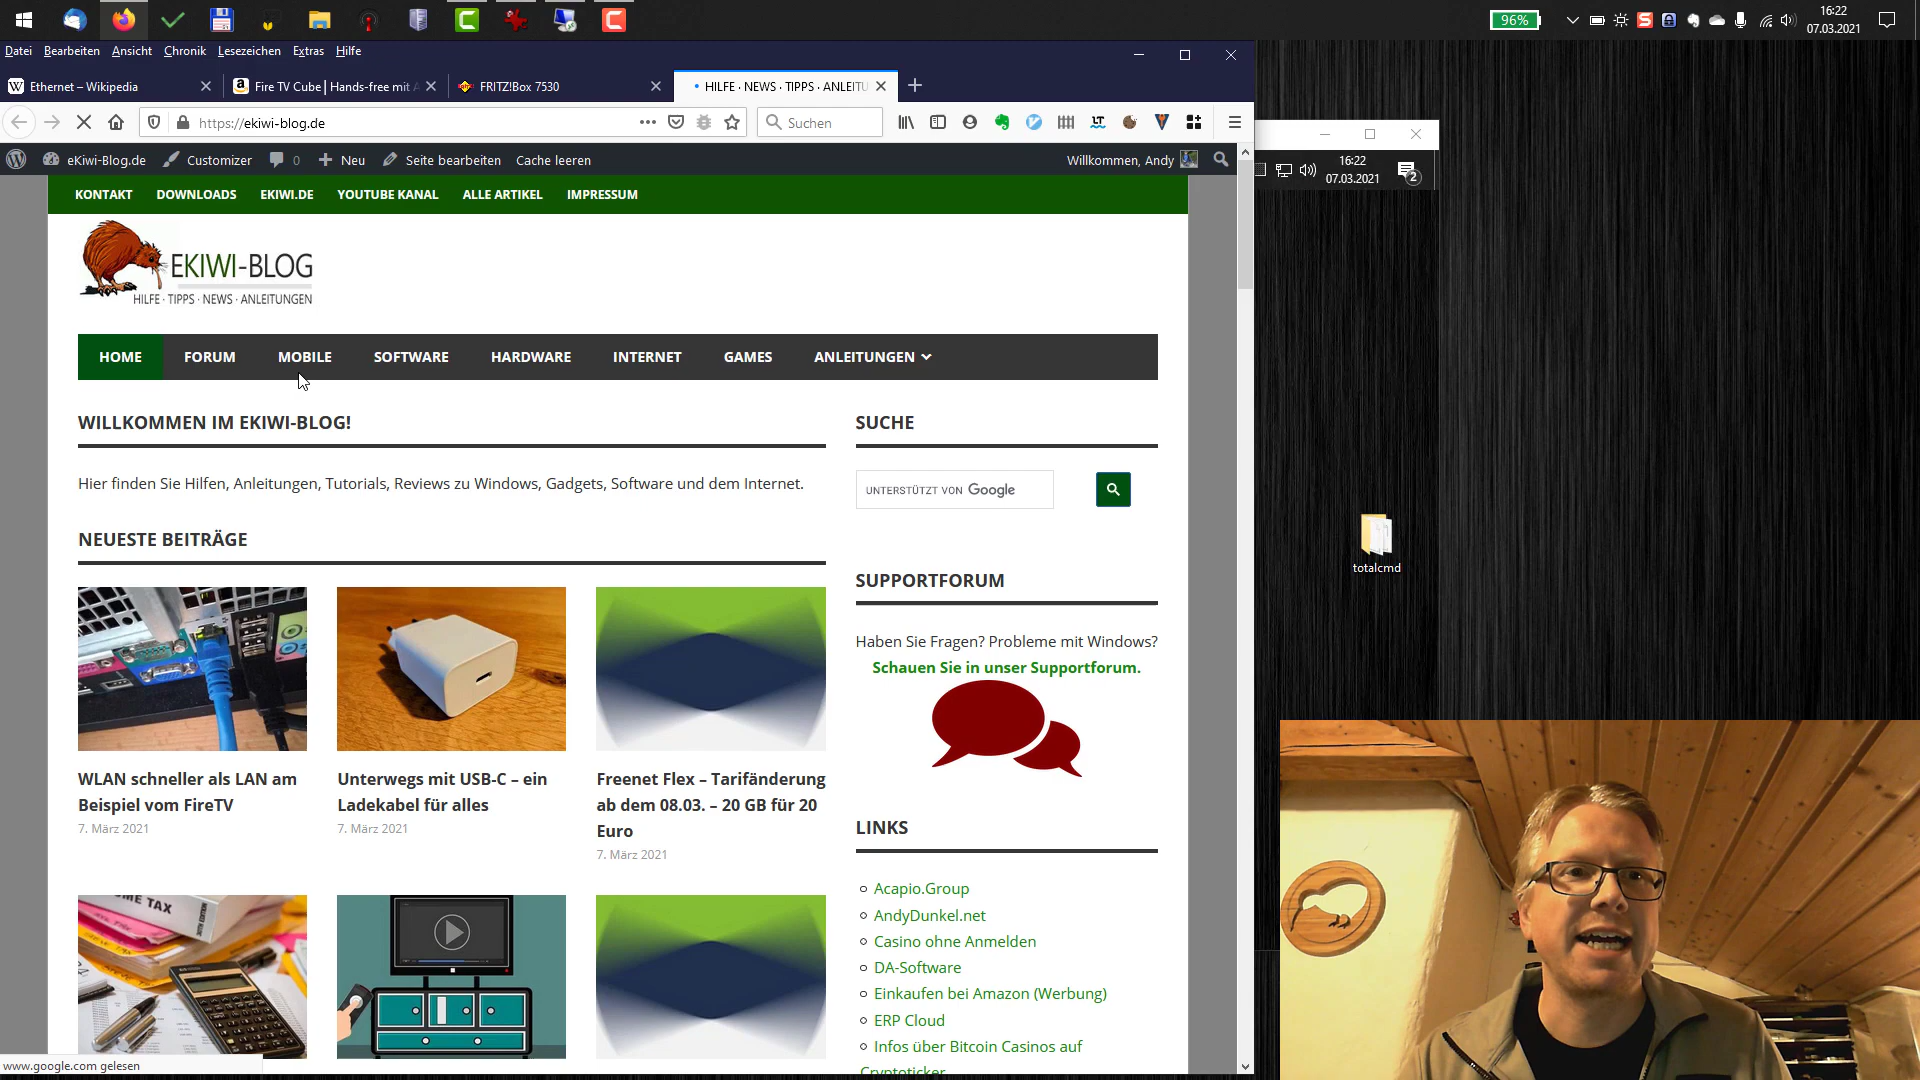 96%
16:22
07.03.2021
Datei Bearbeiten Ansicht Chronik Lesezeichen Extras Hilfe
Ethernet – Wikipedia
Fire TV Cube | Hands-free mit
FRITZ!Box 7530
HILFE · NEWS · TIPPS · ANLEITU
https://ekiwi-blog.de
Suchen
eKiwi-Blog.de Customizer 0 Neu Seite bearbeiten Cache leeren Willkommen, Andy
16:22
07.03.2021
2
KONTAKT DOWNLOADS EKIWI.DE YOUTUBE KANAL ALLE ARTIKEL IMPRESSUM
EKIWI-BLOG
HILFE · TIPPS · NEWS · ANLEITUNGEN
HOME FORUM MOBILE SOFTWARE HARDWARE INTERNET GAMES ANLEITUNGEN
WILLKOMMEN IM EKIWI-BLOG!
Hier finden Sie Hilfen, Anleitungen, Tutorials, Reviews zu Windows, Gadgets, Software und dem Internet.
NEUESTE BEITRÄGE
WLAN schneller als LAN am
Beispiel vom FireTV
7. März 2021
Unterwegs mit USB-C – ein
Ladekabel für alles
7. März 2021
Freenet Flex – Tarifänderung
ab dem 08.03. – 20 GB für 20
Euro
7. März 2021
OME TAX
SUCHE
UNTERSTÜTZT VON Google
SUPPORTFORUM
Haben Sie Fragen? Probleme mit Windows?
Schauen Sie in unser Supportforum.
LINKS
Acapio.Group
AndyDunkel.net
Casino ohne Anmelden
DA-Software
Einkaufen bei Amazon (Werbung)
ERP Cloud
Infos über Bitcoin Casinos auf
Cryptoticker
totalcmd
www.google.com gelesen